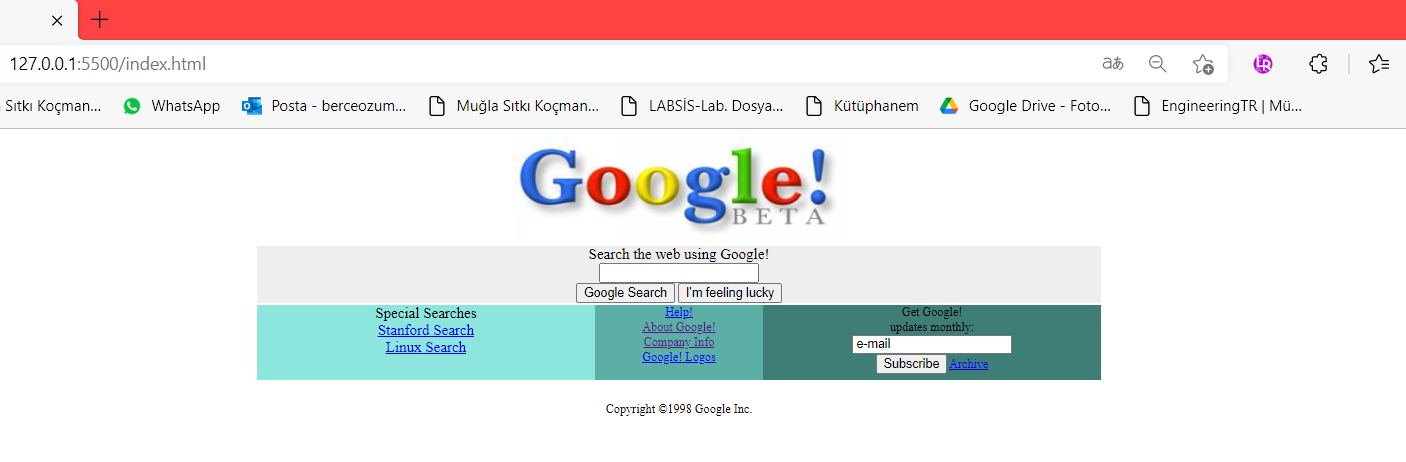 127.0.0.1:5500/index.html
Sıtkı Koçman... WhatsApp Posta - berceozum... Muğla Sıtkı Koçman... LABSİS-Lab. Dosya... Kütüphanem Google Drive - Foto... EngineeringTR | Mü...
Google!
BETA
Search the web using Google!
Google Search I'm feeling lucky
Special Searches
Stanford Search
Linux Search
Help!
About Google!
Company Info
Google! Logos
Get Google!
updates monthly:
e-mail
Subscribe Archive
Copyright ©1998 Google Inc.